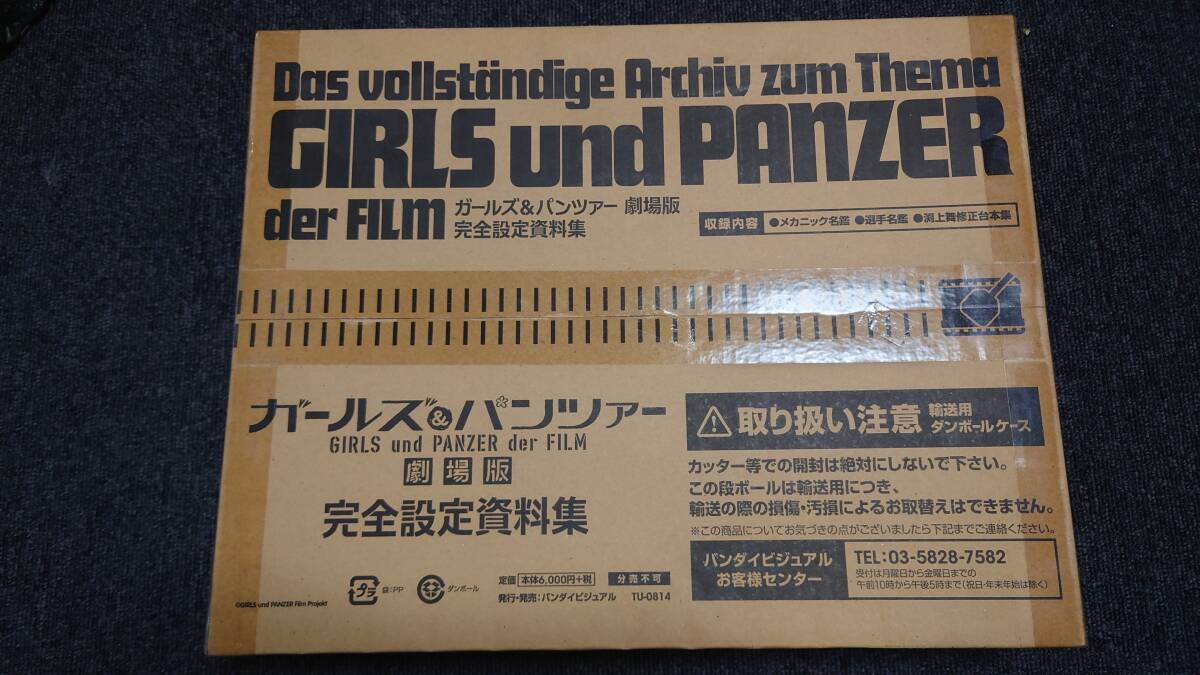 Das vollständige Archiv zum Thema
GIRLS und PANZER
der FILM
ガールズ&パンツァー 劇場版
完全設定資料集
収録内容 ●メカニック名鑑 ●選手名鑑 ●渕上舞修正台本集
ガールズ&パンツァー
GIRLS und PANZER der FILM
劇場版
完全設定資料集
プラ 袋:PP ダンボール
定価 本体6,000円+税 分売不可
発行・発売:バンダイビジュアル TU-0814
©GIRLS und PANZER Film Projekt
取り扱い注意 輸送用
ダンボールケース
カッター等での開封は絶対にしないで下さい。
この段ボールは輸送用につき、
輸送の際の損傷・汚損によるお取替えはできません。
※この商品についてお気づきの点がございましたら下記までご連絡ください。
バンダイビジュアル
お客様センター
TEL:03-5828-7582
受付は月曜日から金曜日までの
午前10時から午後5時まで(祝日・年末年始は除く)